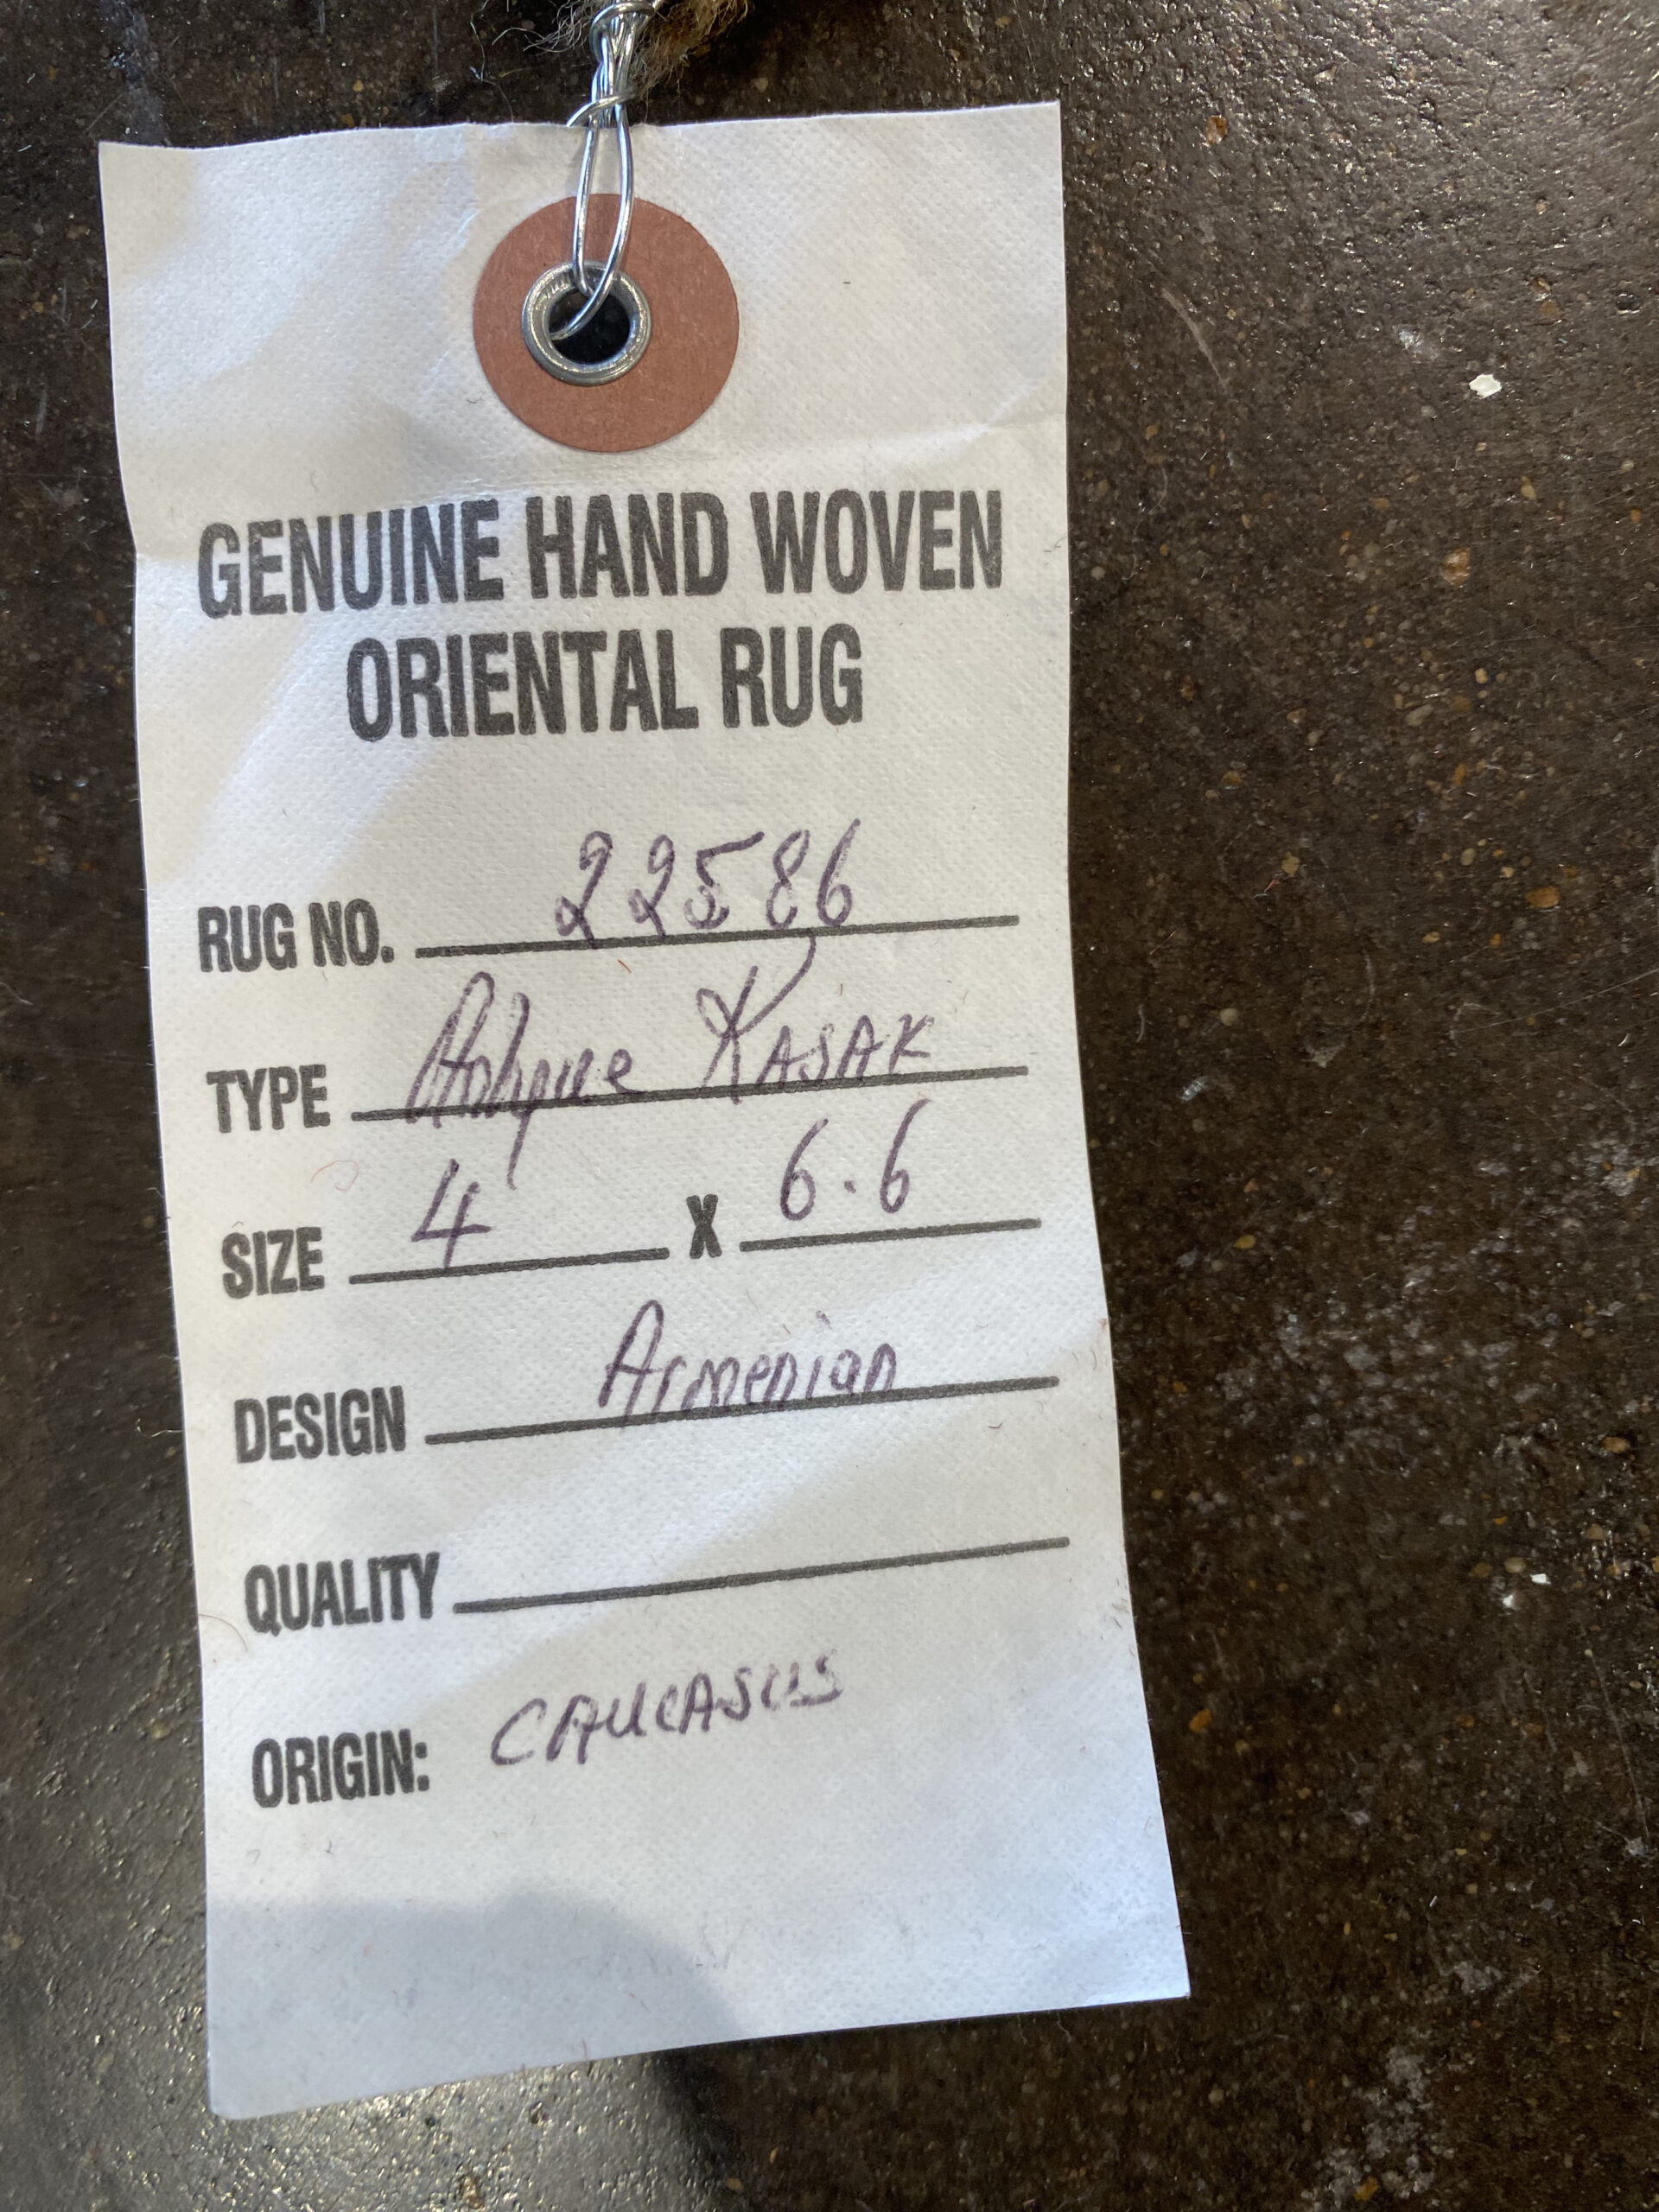 GENUINE HAND WOVEN
ORIENTAL RUG
RUG NO. 22586
TYPE Antique KASAK
SIZE 4 X 6.6
DESIGN Armenian
QUALITY
ORIGIN: CAUCASUS